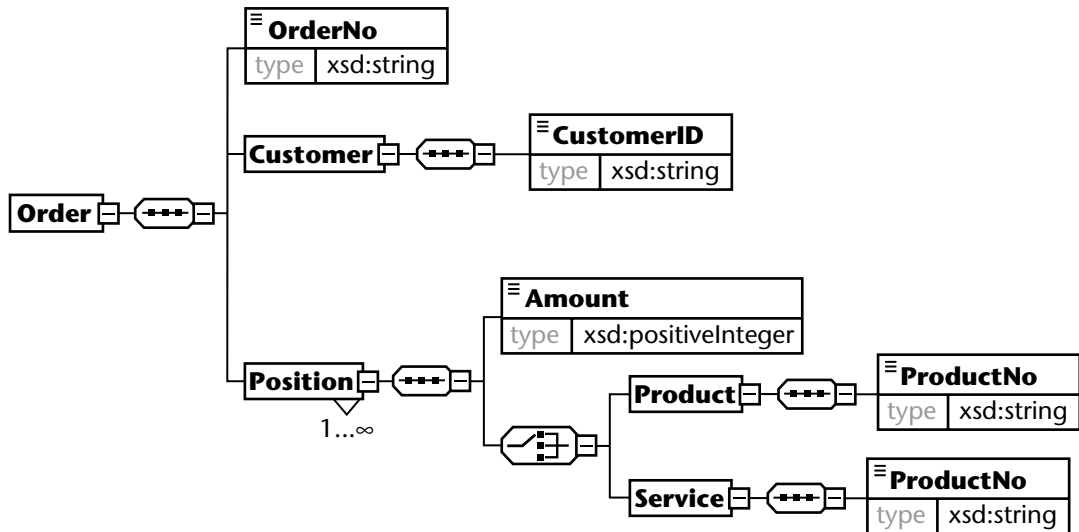 OrderNo
type xsd:string
Customer
CustomerID
type xsd:string
Order
Amount
type xsd:positiveInteger
Position
1...∞
Product
ProductNo
type xsd:string
Service
ProductNo
type xsd:string